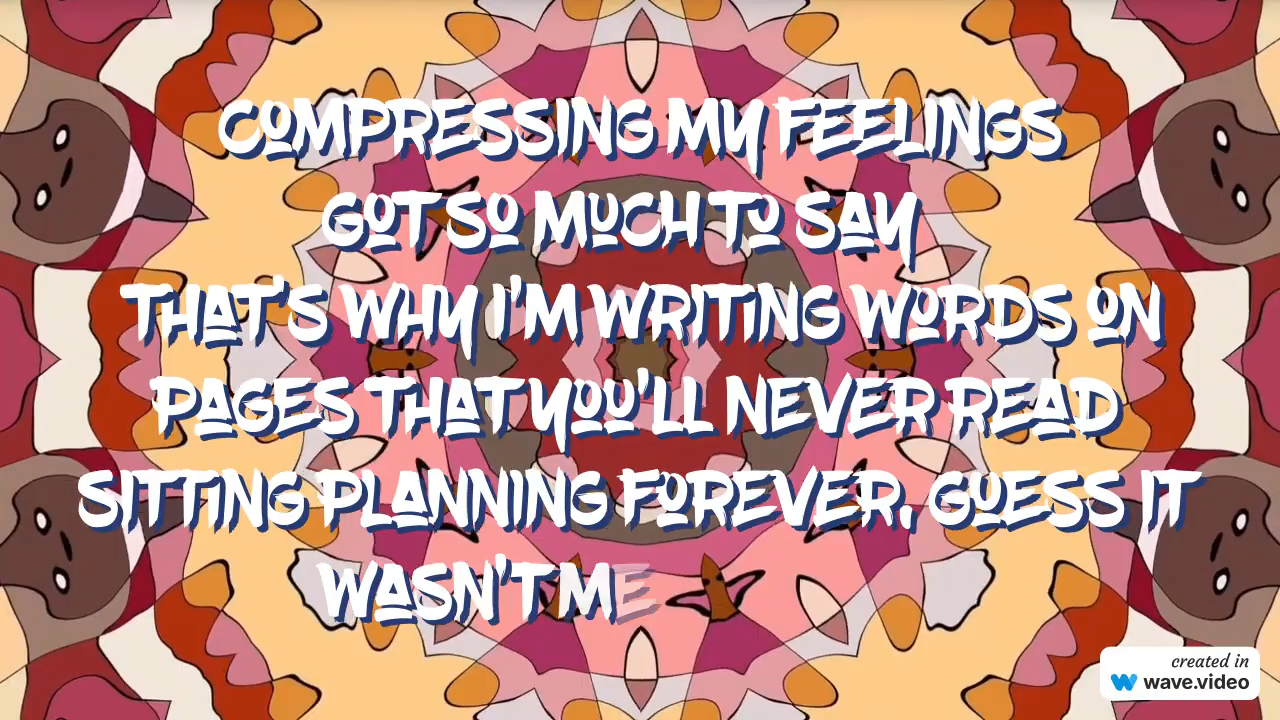 COMPRESSING MY FEELINGS
GOT SO MUCH TO SAY
THAT'S WHY I'M WRITING WORDS ON
PAGES THAT YOU'LL NEVER READ
SITTING PLANNING FOREVER, GUESS IT
WASN'T ME
created in
wave.video